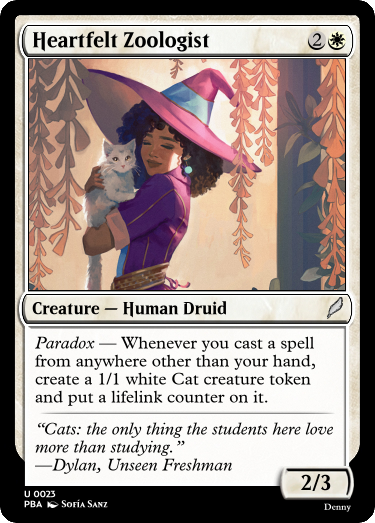 Heartfelt Zoologist 2
Creature — Human Druid
Paradox — Whenever you cast a spell
from anywhere other than your hand,
create a 1/1 white Cat creature token
and put a lifelink counter on it.
“Cats: the only thing the students here love
more than studying.”
—Dylan, Unseen Freshman
2/3
U 0023
PBA Sofía Sanz
Denny